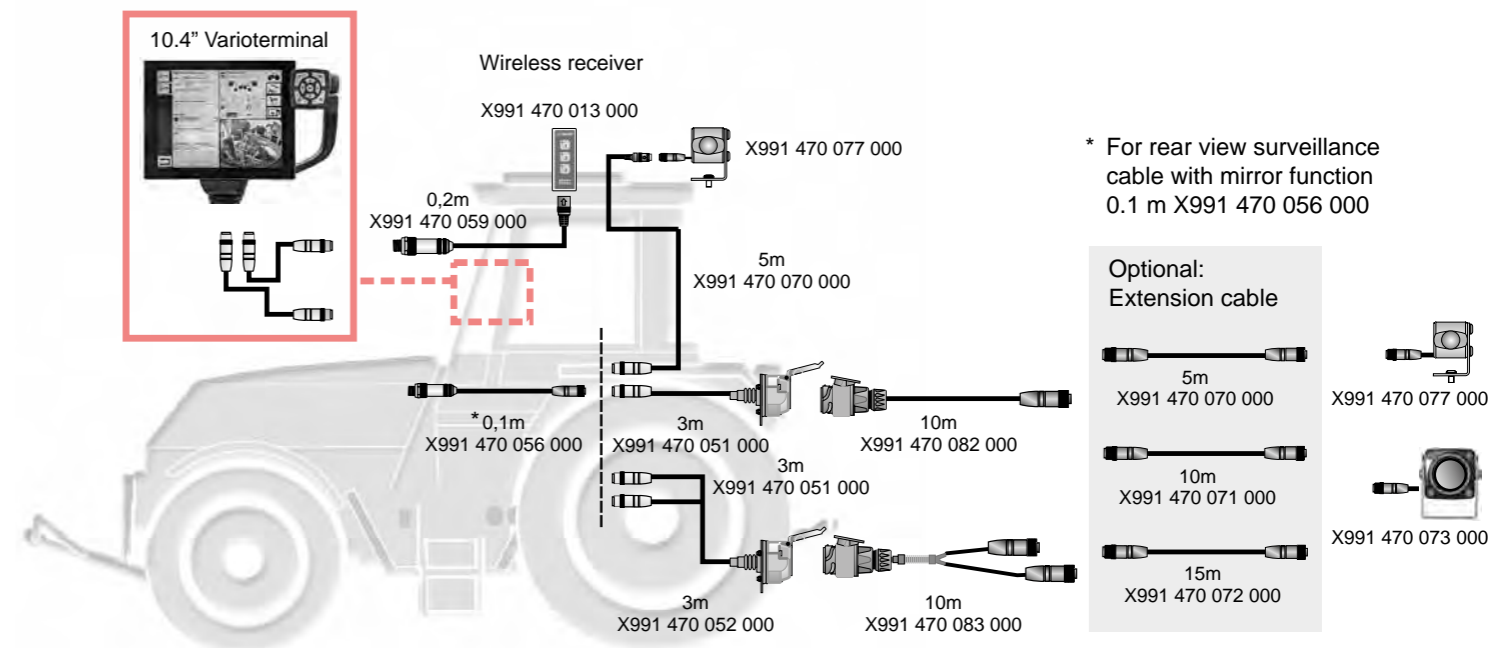 10.4” Varioterminal
Wireless receiver
X991 470 013 000
X991 470 077 000
0,2m
X991 470 059 000
5m
X991 470 070 000
* For rear view surveillance
cable with mirror function
0.1 m X991 470 056 000
*0,1m
X991 470 056 000
3m
X991 470 051 000
10m
X991 470 082 000
3m
X991 470 051 000
3m
X991 470 052 000
10m
X991 470 083 000
Optional:
Extension cable
5m
X991 470 070 000
10m
X991 470 071 000
15m
X991 470 072 000
X991 470 077 000
X991 470 073 000